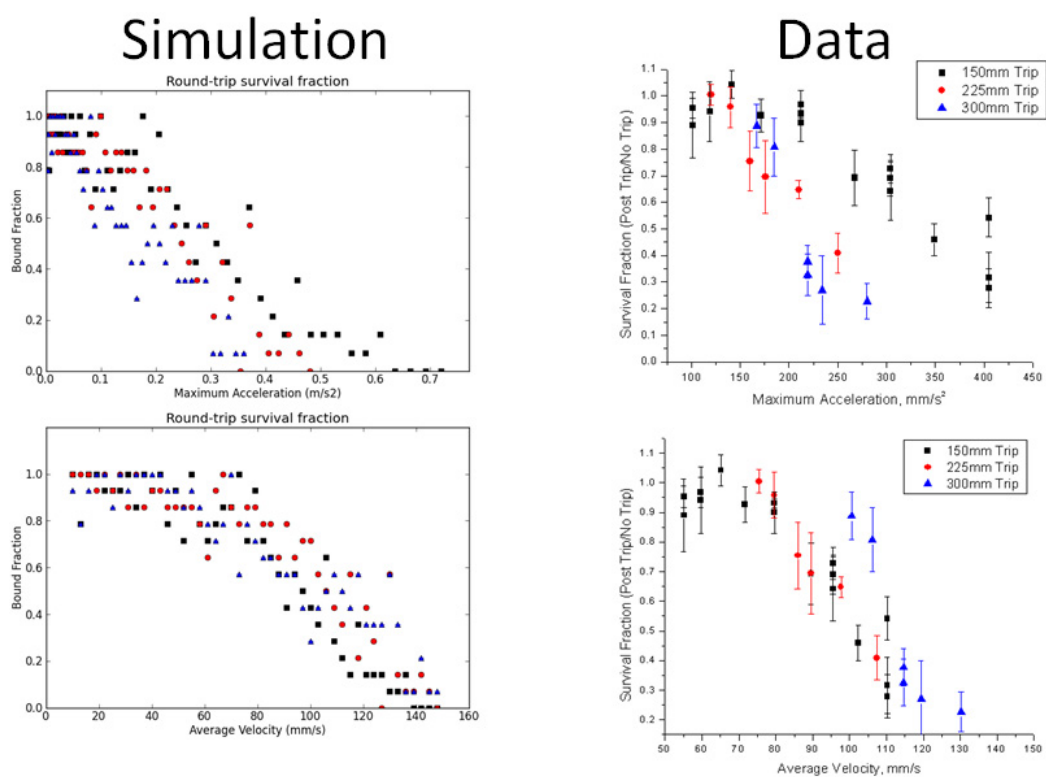 Simulation
Data
Round-trip survival fraction
Bound Fraction
1.0
0.8
0.6
0.4
0.2
0.0
0.0 0.1 0.2 0.3 0.4 0.5 0.6 0.7
Maximum Acceleration (m/s2)
150mm Trip
225mm Trip
300mm Trip
Survival Fraction (Post Trip/No Trip)
1.1
1.0
0.9
0.8
0.7
0.6
0.5
0.4
0.3
0.2
0.1
0.0
100 150 200 250 300 350 400 450
Maximum Acceleration, mm/s²
Round-trip survival fraction
Bound Fraction
1.0
0.8
0.6
0.4
0.2
0.0
0 20 40 60 80 100 120 140 160
Average Velocity (mm/s)
150mm Trip
225mm Trip
300mm Trip
Survival Fraction (Post Trip/No Trip)
1.1
1.0
0.9
0.8
0.7
0.6
0.5
0.4
0.3
0.2
50 60 70 80 90 100 110 120 130 140 150
Average Velocity, mm/s